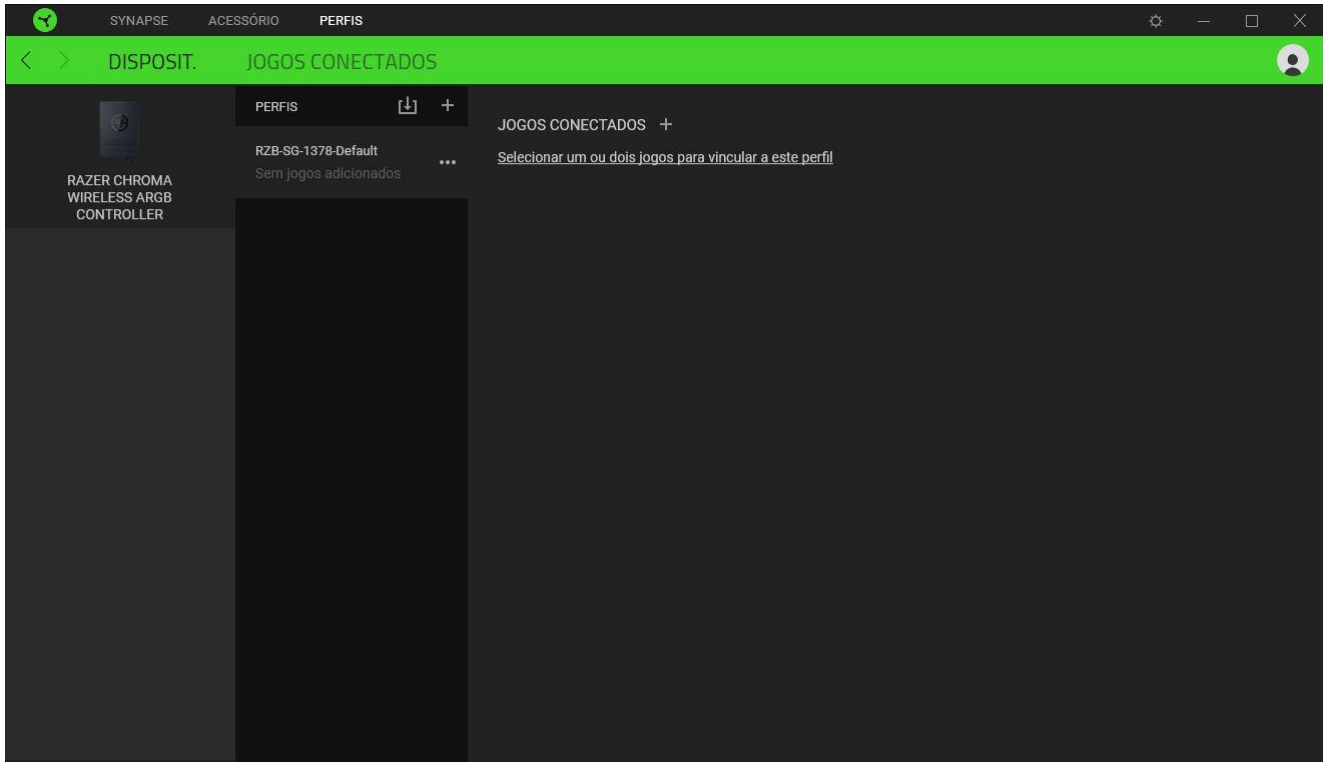 SYNAPSE ACESSÓRIO PERFIS
DISPOSIT. JOGOS CONECTADOS
RAZER CHROMA
WIRELESS ARGB
CONTROLLER
PERFIS
RZB-SG-1378-Default
Sem jogos adicionados
JOGOS CONECTADOS
Selecionar um ou dois jogos para vincular a este perfil